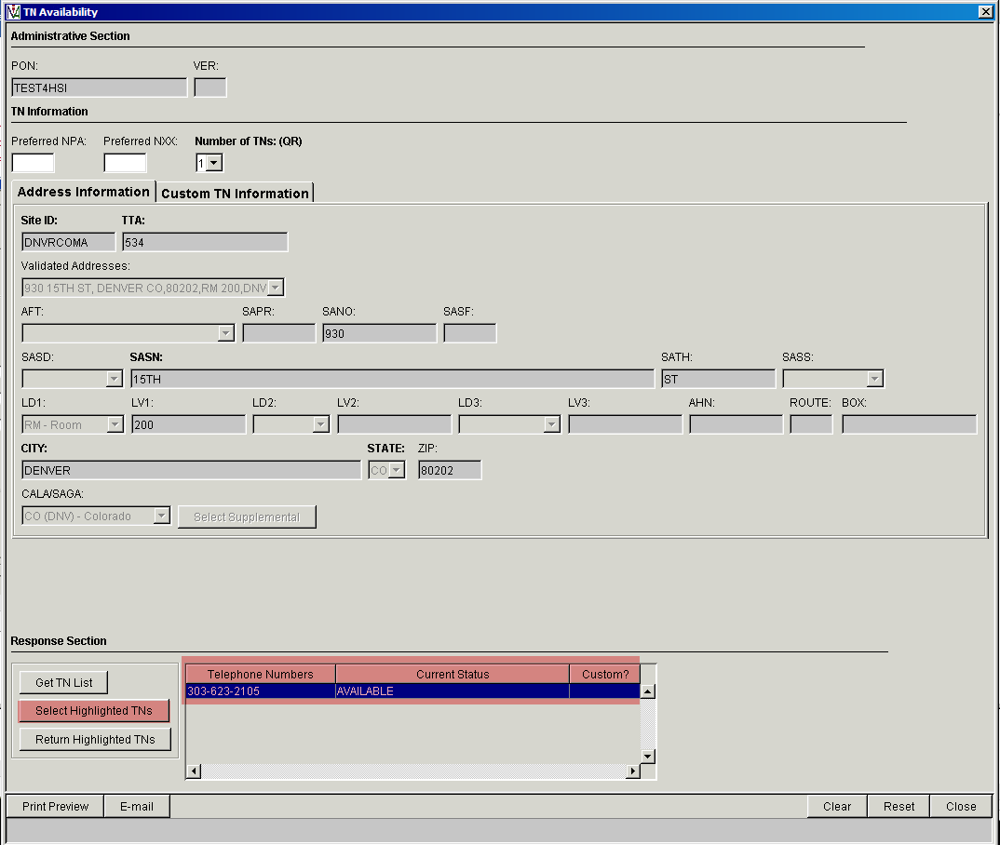 TN Availability
Administrative Section
PON: VER:
TEST4HSI
TN Information
Preferred NPA: Preferred NXX: Number of TNs: (QR)
1
Address Information Custom TN Information
Site ID: TTA:
DNVRCOMA 534
Validated Addresses:
930 15TH ST, DENVER CO,80202,RM 200,DNV
AFT: SAPR: SANO: SASF:
930
SASD: SASN: SATH: SASS:
15TH ST
LD1: LV1: LD2: LV2: LD3: LV3: AHN: ROUTE: BOX:
RM - Room 200
CITY: STATE: ZIP:
DENVER CO 80202
CALA/SAGA:
CO (DNV) - Colorado Select Supplemental
Response Section
Telephone Numbers Current Status Custom?
Get TN List
303-623-2105 AVAILABLE
Select Highlighted TNs
Return Highlighted TNs
Print Preview E-mail Clear Reset Close